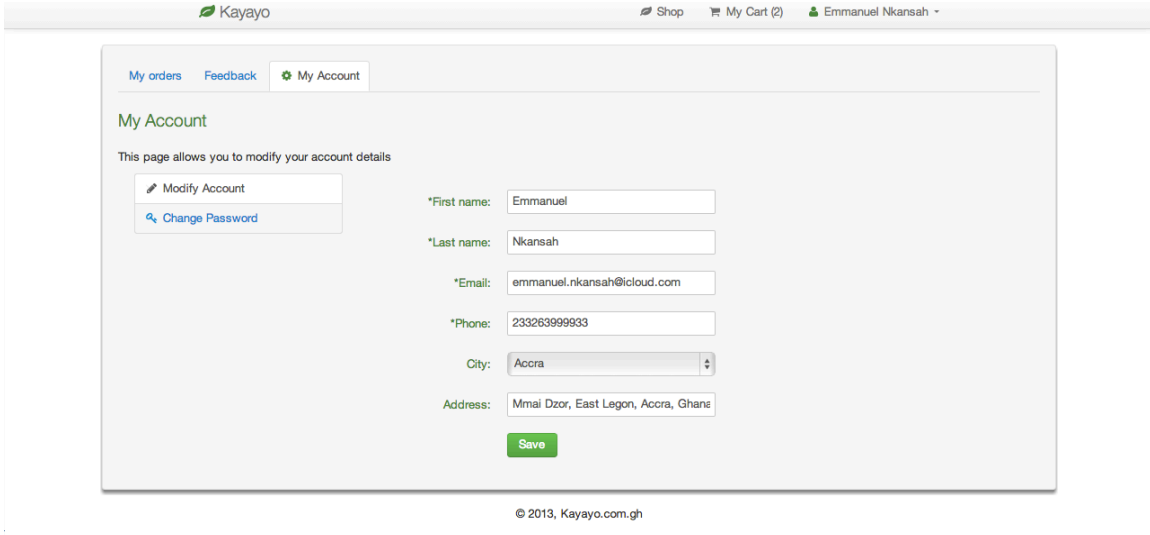 Kayayo
Shop My Cart (2) Emmanuel Nkansah
My orders Feedback My Account
My Account
This page allows you to modify your account details
Modify Account
Change Password
*First name: Emmanuel
*Last name: Nkansah
*Email: emmanuel.nkansah@icloud.com
*Phone: 233263999933
City: Accra
Address: Mmai Dzor, East Legon, Accra, Ghana
Save
© 2013, Kayayo.com.gh